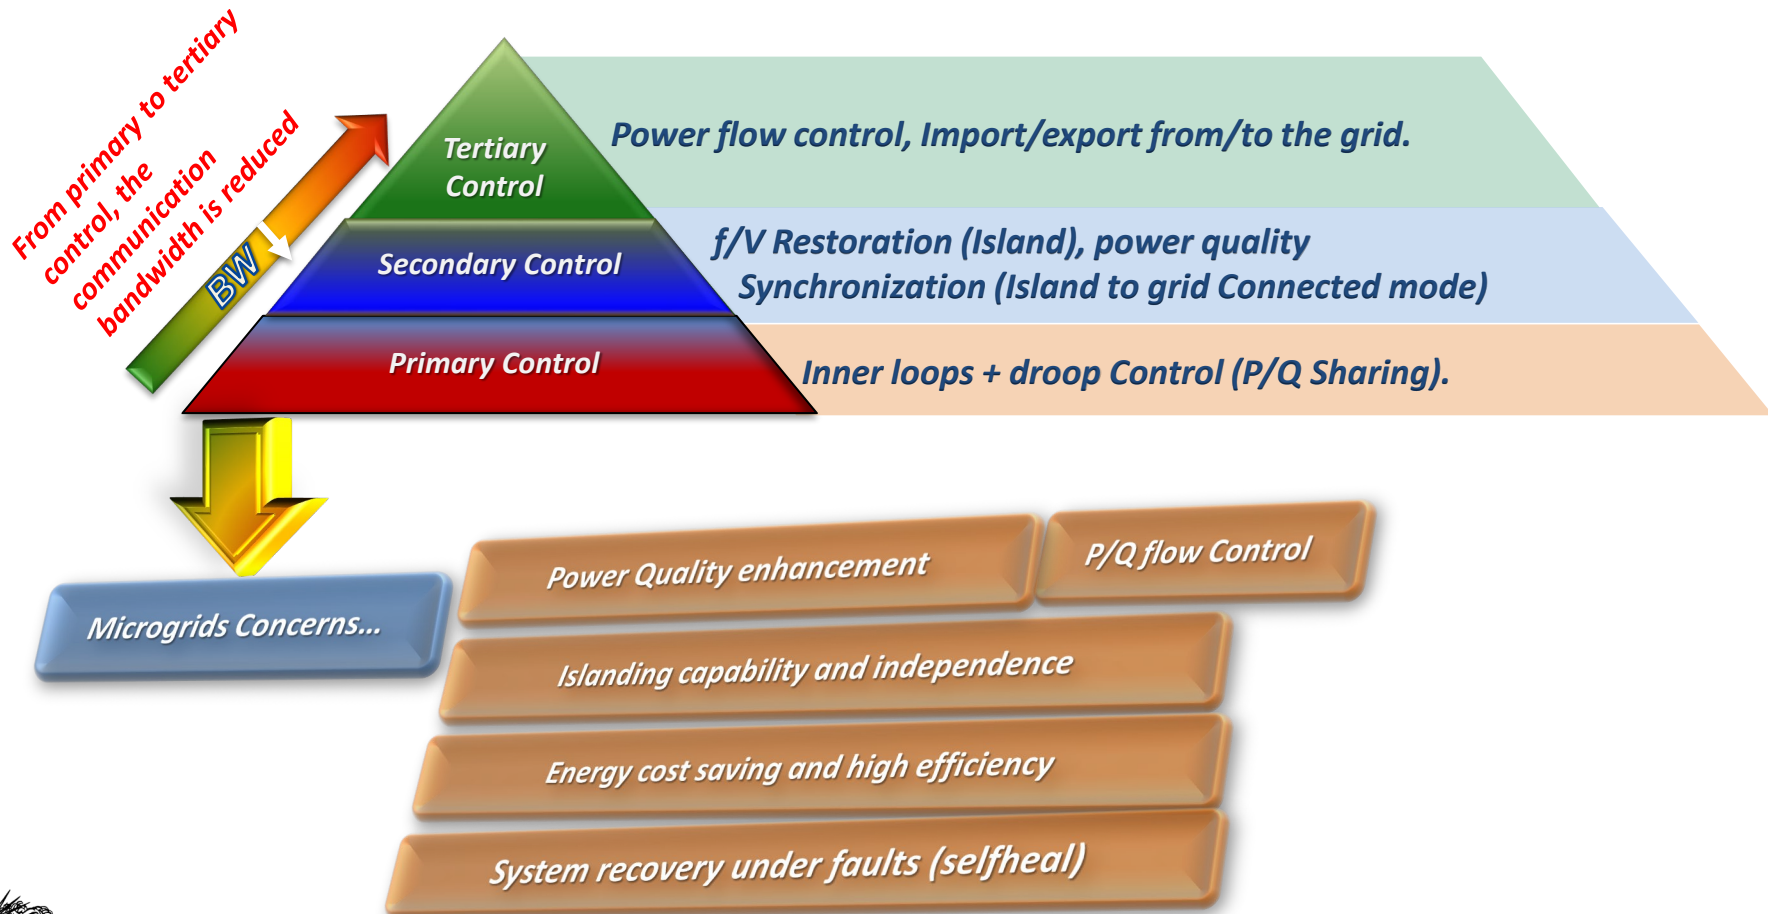 From primary to tertiary
control, the
communication
bandwidth is reduced
BW
Tertiary
Control
Power flow control, Import/export from/to the grid.
Secondary Control
f/V Restoration (Island), power quality
Synchronization (Island to grid Connected mode)
Primary Control
Inner loops + droop Control (P/Q Sharing).
Microgrids Concerns...
Power Quality enhancement
P/Q flow Control
Islanding capability and independence
Energy cost saving and high efficiency
System recovery under faults (selfheal)